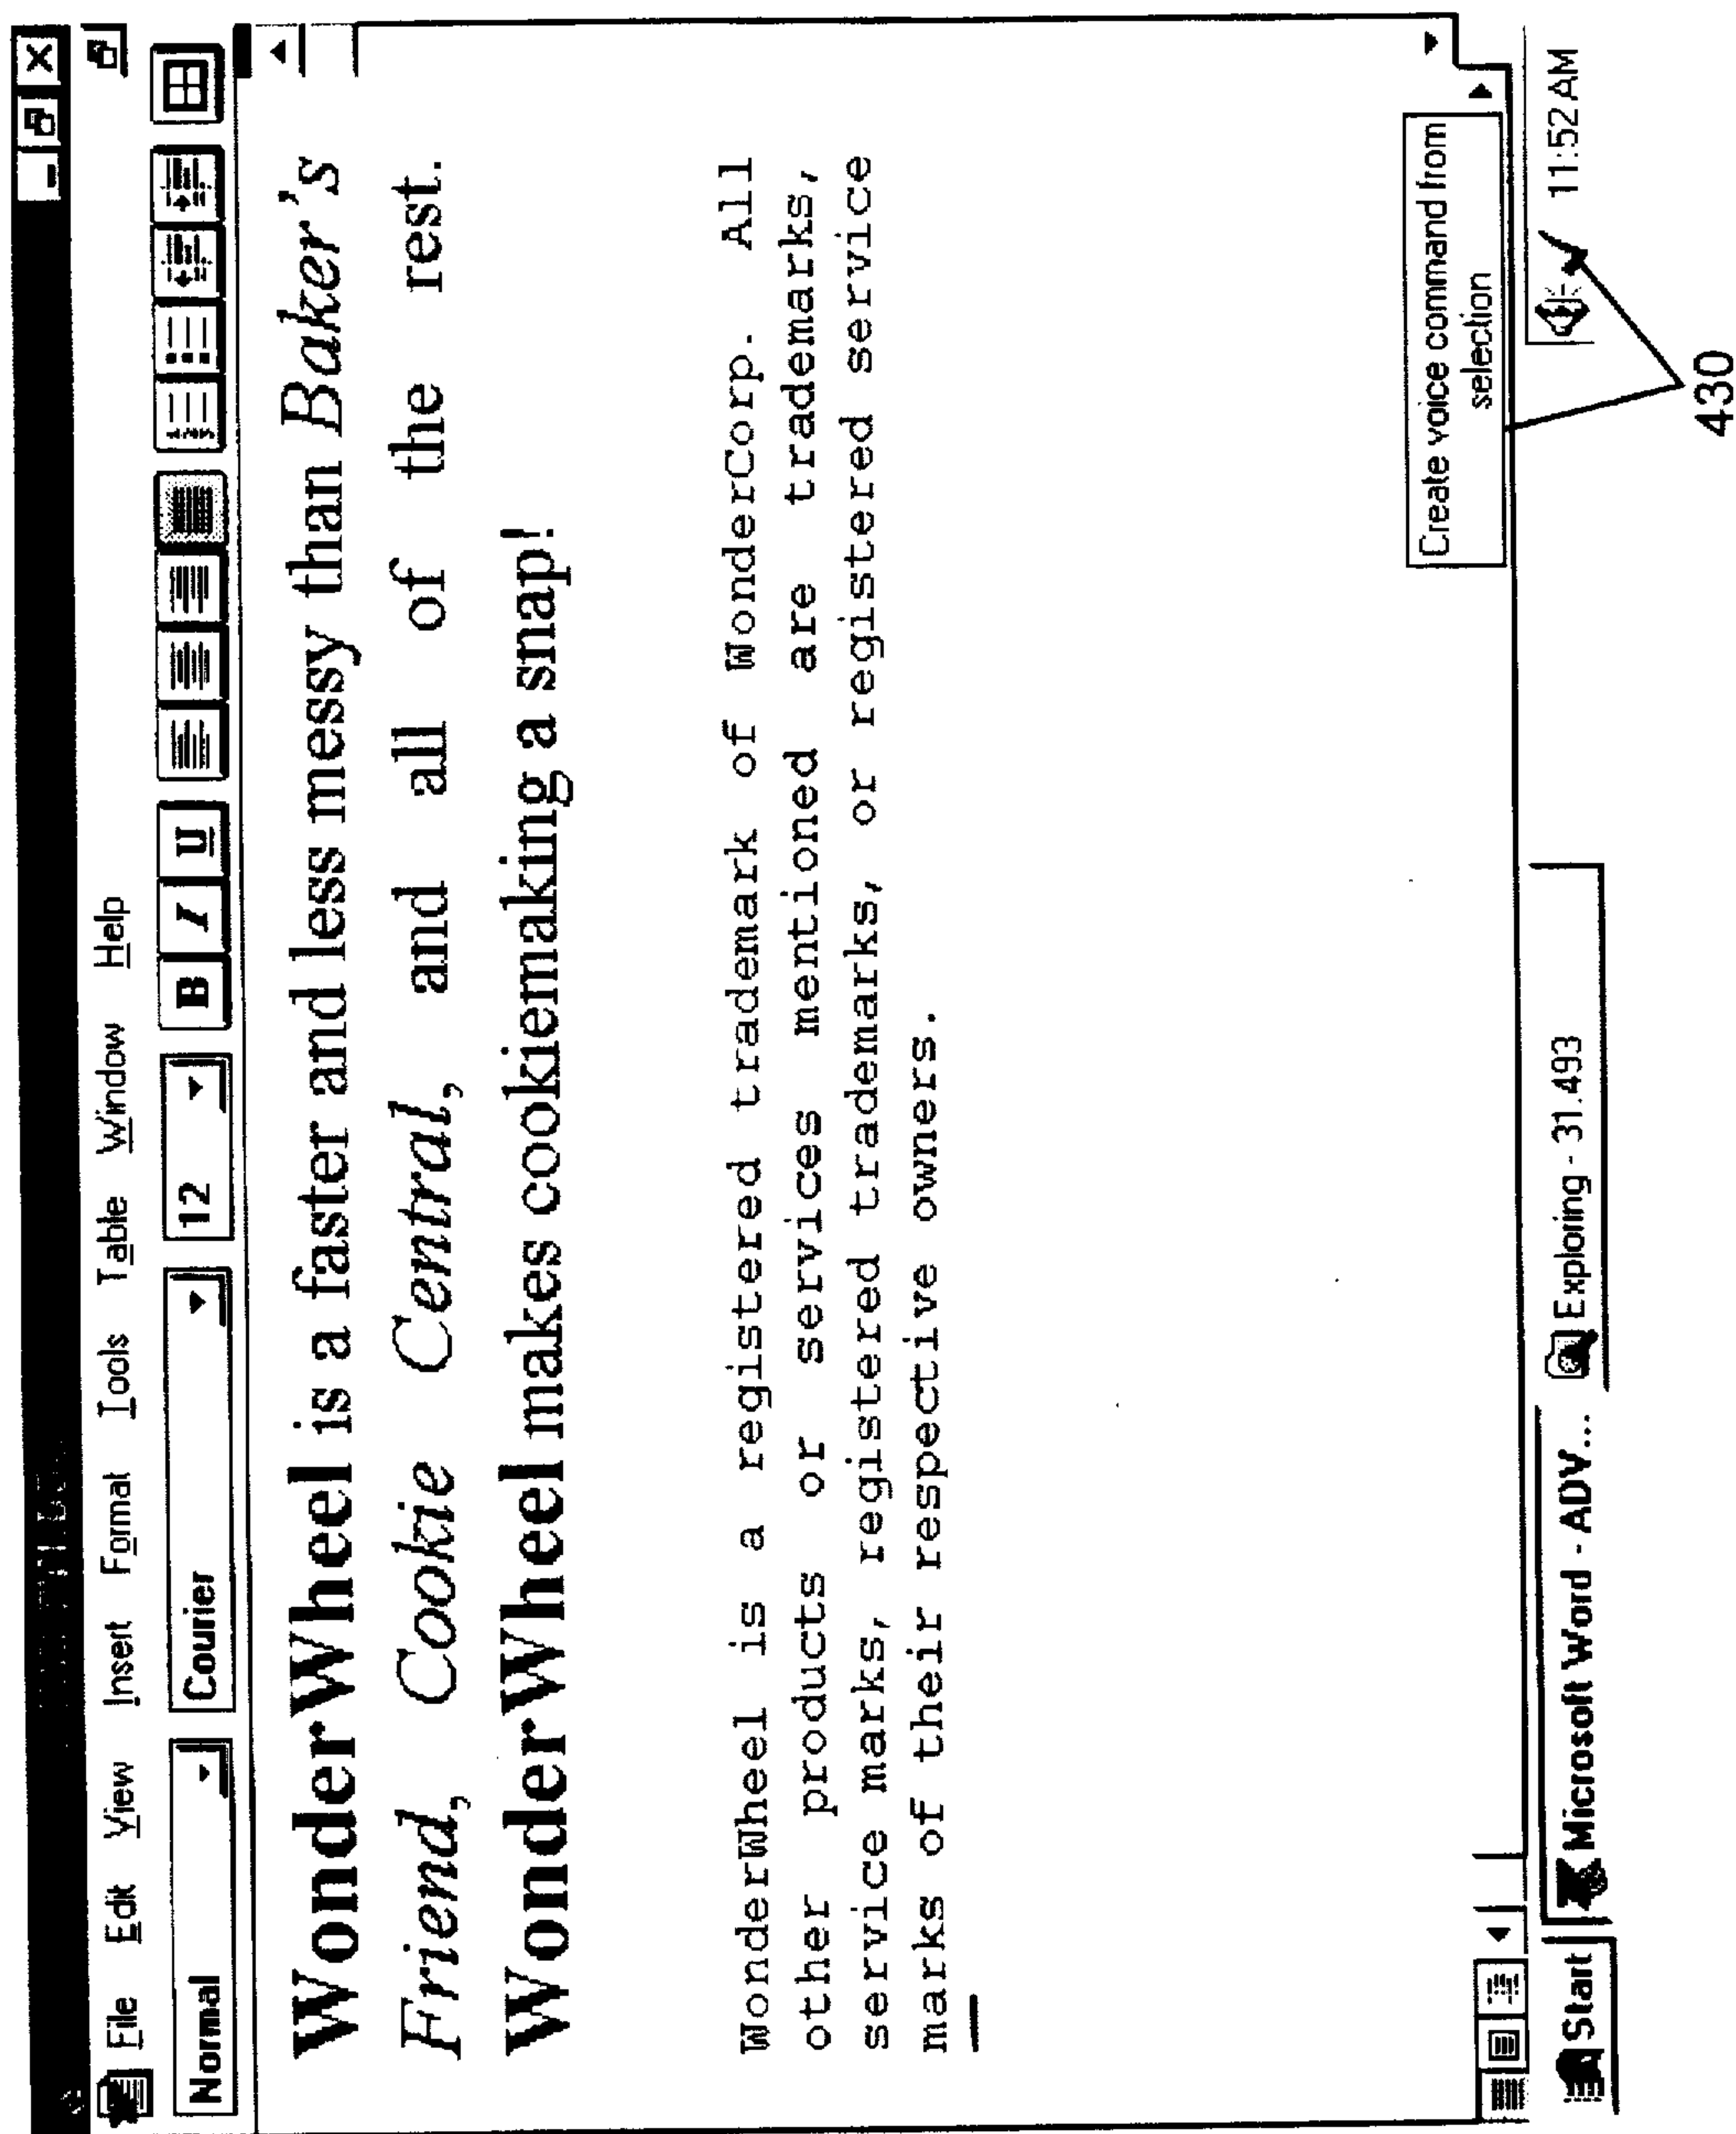 File Edit View Insert Format Tools Table Window Help
Normal Courier 12 B I U
WonderWheel is a faster and less messy than Baker's
Friend, Cookie Central, and all of the rest.
WonderWheel makes cookiemaking a snap!
WonderWheel is a registered trademark of WonderCorp. All
other products or services mentioned are trademarks,
service marks, registered trademarks, or registered service
marks of their respective owners.
Create voice command from
selection
Start Microsoft Word - ADV... Exploring - 31.493 11:52 AM
430